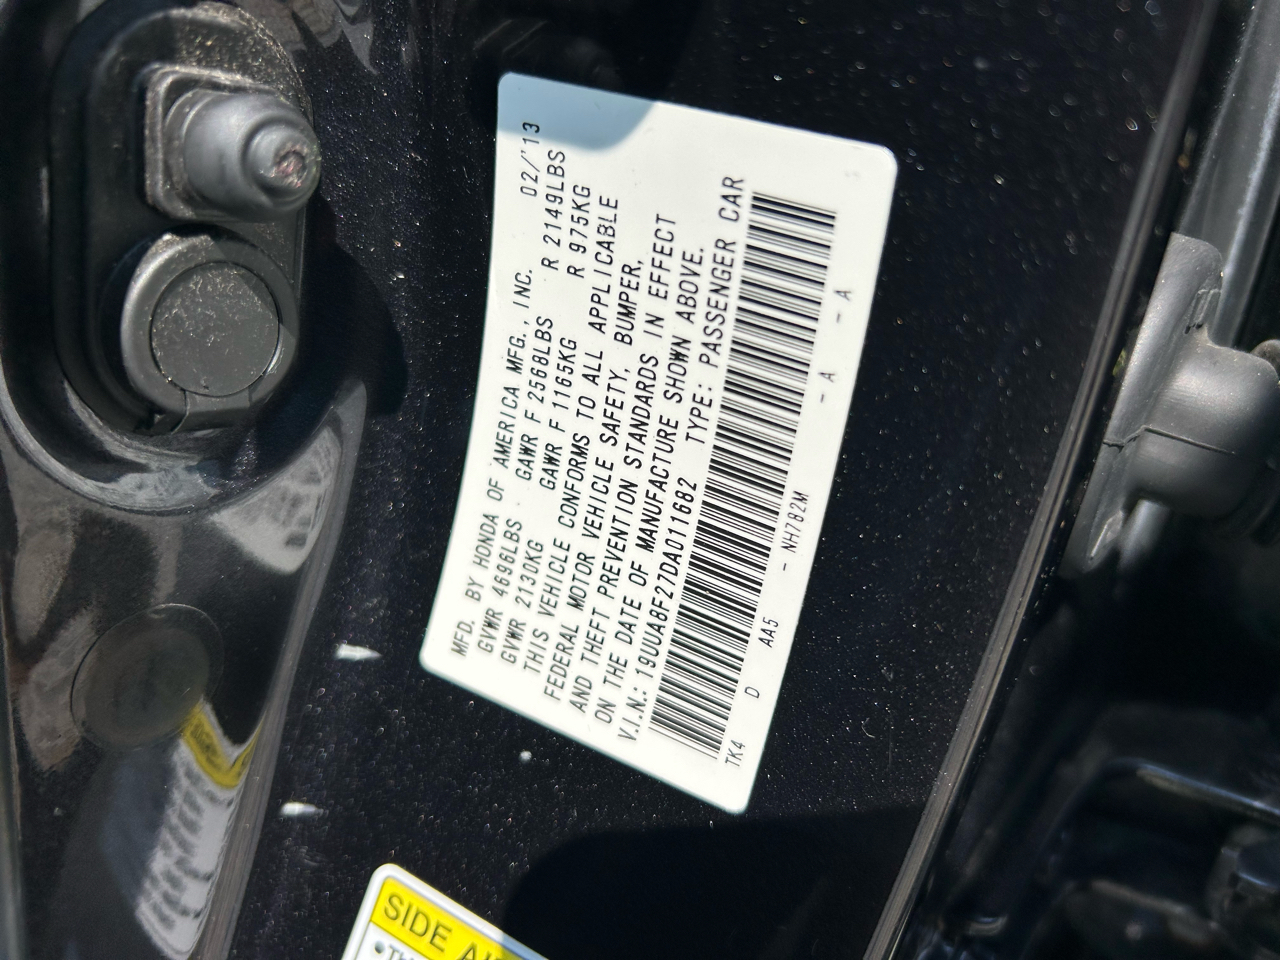 MFD. BY HONDA OF AMERICA MFG., INC. 02/'13
GVWR 4696LBS GAWR F 2568LBS R 2149LBS
GVWR 2130KG GAWR F 1165KG R 975KG
THIS VEHICLE CONFORMS TO ALL APPLICABLE
FEDERAL MOTOR VEHICLE SAFETY, BUMPER,
AND THEFT PREVENTION STANDARDS IN EFFECT
ON THE DATE OF MANUFACTURE SHOWN ABOVE.
V.I.N.: 19UUA8F27DA011682 TYPE: PASSENGER CAR
TK4 D AA5 - NH782M - A - A
SIDE